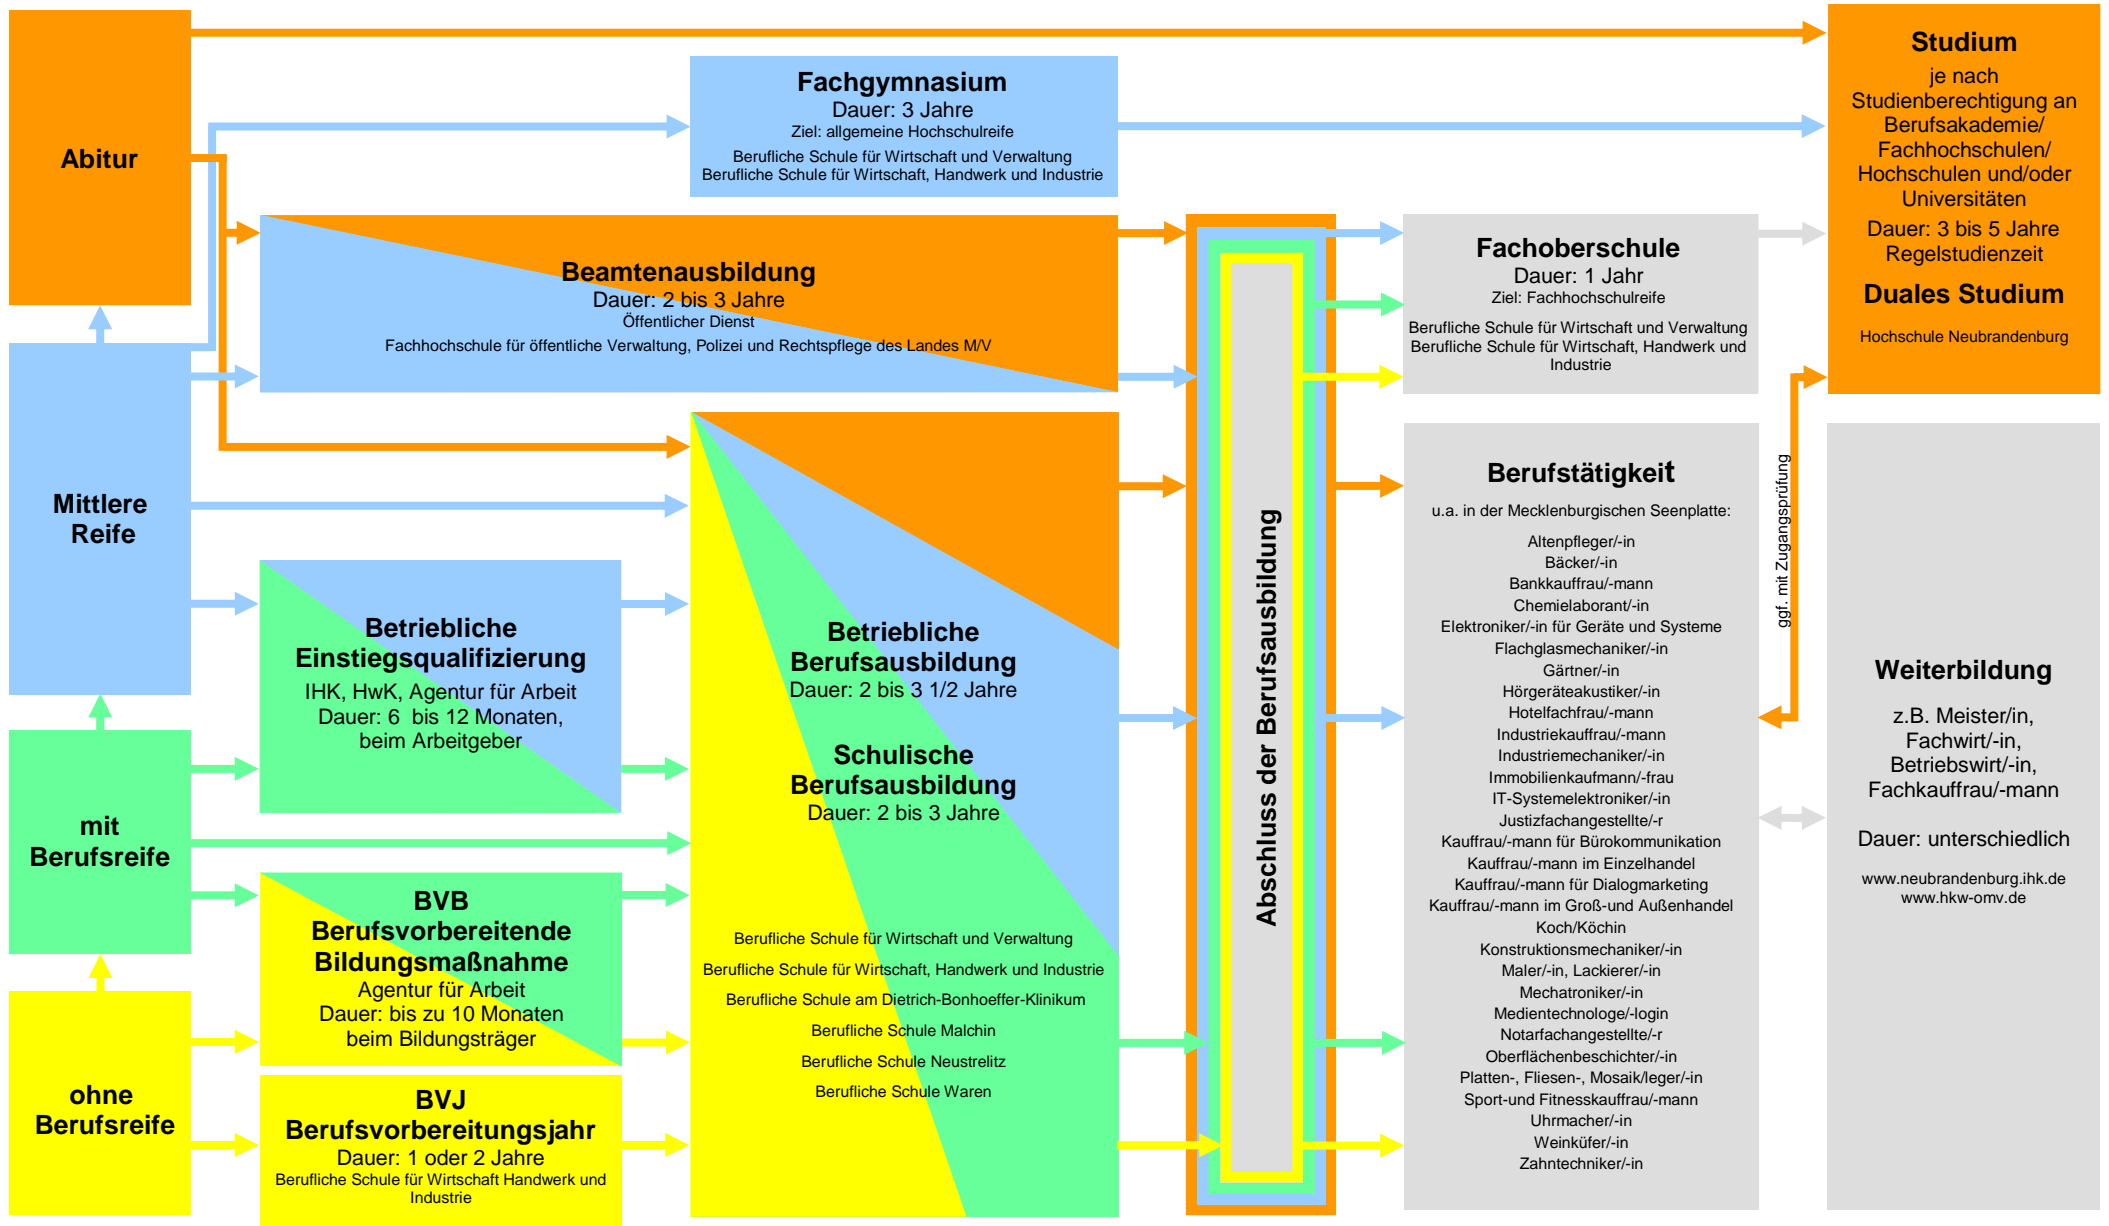 Abitur
Mittlere
Reife
mit
Berufsreife
ohne
Berufsreife
Fachgymnasium
Dauer: 3 Jahre
Ziel: allgemeine Hochschulreife
Berufliche Schule für Wirtschaft und Verwaltung
Berufliche Schule für Wirtschaft, Handwerk und Industrie
Beamtenausbildung
Dauer: 2 bis 3 Jahre
Öffentlicher Dienst
Fachhochschule für öffentliche Verwaltung, Polizei und Rechtspflege des Landes M/V
Betriebliche
Einstiegsqualifizierung
IHK, HwK, Agentur für Arbeit
Dauer: 6  bis 12 Monaten,
beim Arbeitgeber
BVB
Berufsvorbereitende
Bildungsmaßnahme
Agentur für Arbeit
Dauer: bis zu 10 Monaten
beim Bildungsträger
BVJ
Berufsvorbereitungsjahr
Dauer: 1 oder 2 Jahre
Berufliche Schule für Wirtschaft Handwerk und
Industrie
Betriebliche
Berufsausbildung
Dauer: 2 bis 3 1/2 Jahre
Schulische
Berufsausbildung
Dauer: 2 bis 3 Jahre
Berufliche Schule für Wirtschaft und Verwaltung
Berufliche Schule für Wirtschaft, Handwerk und Industrie
Berufliche Schule am Dietrich-Bonhoeffer-Klinikum
Berufliche Schule Malchin
Berufliche Schule Neustrelitz
Berufliche Schule Waren
Abschluss der Berufsausbildung
Fachoberschule
Dauer: 1 Jahr
Ziel: Fachhochschulreife
Berufliche Schule für Wirtschaft und Verwaltung
Berufliche Schule für Wirtschaft, Handwerk und
Industrie
Berufstätigkeit
u.a. in der Mecklenburgischen Seenplatte:
Altenpfleger/-in
Bäcker/-in
Bankkauffrau/-mann
Chemielaborant/-in
Elektroniker/-in für Geräte und Systeme
Flachglasmechaniker/-in
Gärtner/-in
Hörgeräteakustiker/-in
Hotelfachfrau/-mann
Industriekauffrau/-mann
Industriemechaniker/-in
Immobilienkaufmann/-frau
IT-Systemelektroniker/-in
Justizfachangestellte/-r
Kauffrau/-mann für Bürokommunikation
Kauffrau/-mann im Einzelhandel
Kauffrau/-mann für Dialogmarketing
Kauffrau/-mann im Groß-und Außenhandel
Koch/Köchin
Konstruktionsmechaniker/-in
Maler/-in, Lackierer/-in
Mechatroniker/-in
Medientechnologe/-login
Notarfachangestellte/-r
Oberflächenbeschichter/-in
Platten-, Fliesen-, Mosaik/leger/-in
Sport-und Fitnesskauffrau/-mann
Uhrmacher/-in
Weinküfer/-in
Zahntechniker/-in
ggf. mit Zugangsprüfung
Studium
je nach
Studienberechtigung an
Berufsakademie/
Fachhochschulen/
Hochschulen und/oder
Universitäten
Dauer: 3 bis 5 Jahre
Regelstudienzeit
Duales Studium
Hochschule Neubrandenburg
Weiterbildung
z.B. Meister/in,
Fachwirt/-in,
Betriebswirt/-in,
Fachkauffrau/-mann
Dauer: unterschiedlich
www.neubrandenburg.ihk.de
www.hkw-omv.de